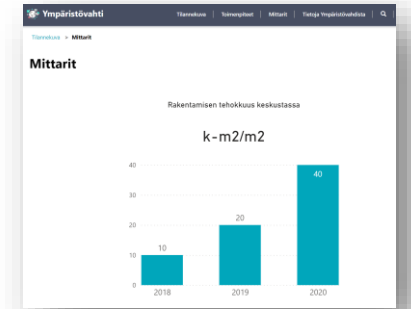 Ympäristövahti
Tilannekuva | Toimenpiteet | Mittarit | Tietoja Ympäristövahdista
Tilannekuva > Mittarit
Mittarit
Rakentamisen tehokkuus keskustassa
k-m2/m2
40
30
20
10
0
10
20
40
2018 2019 2020